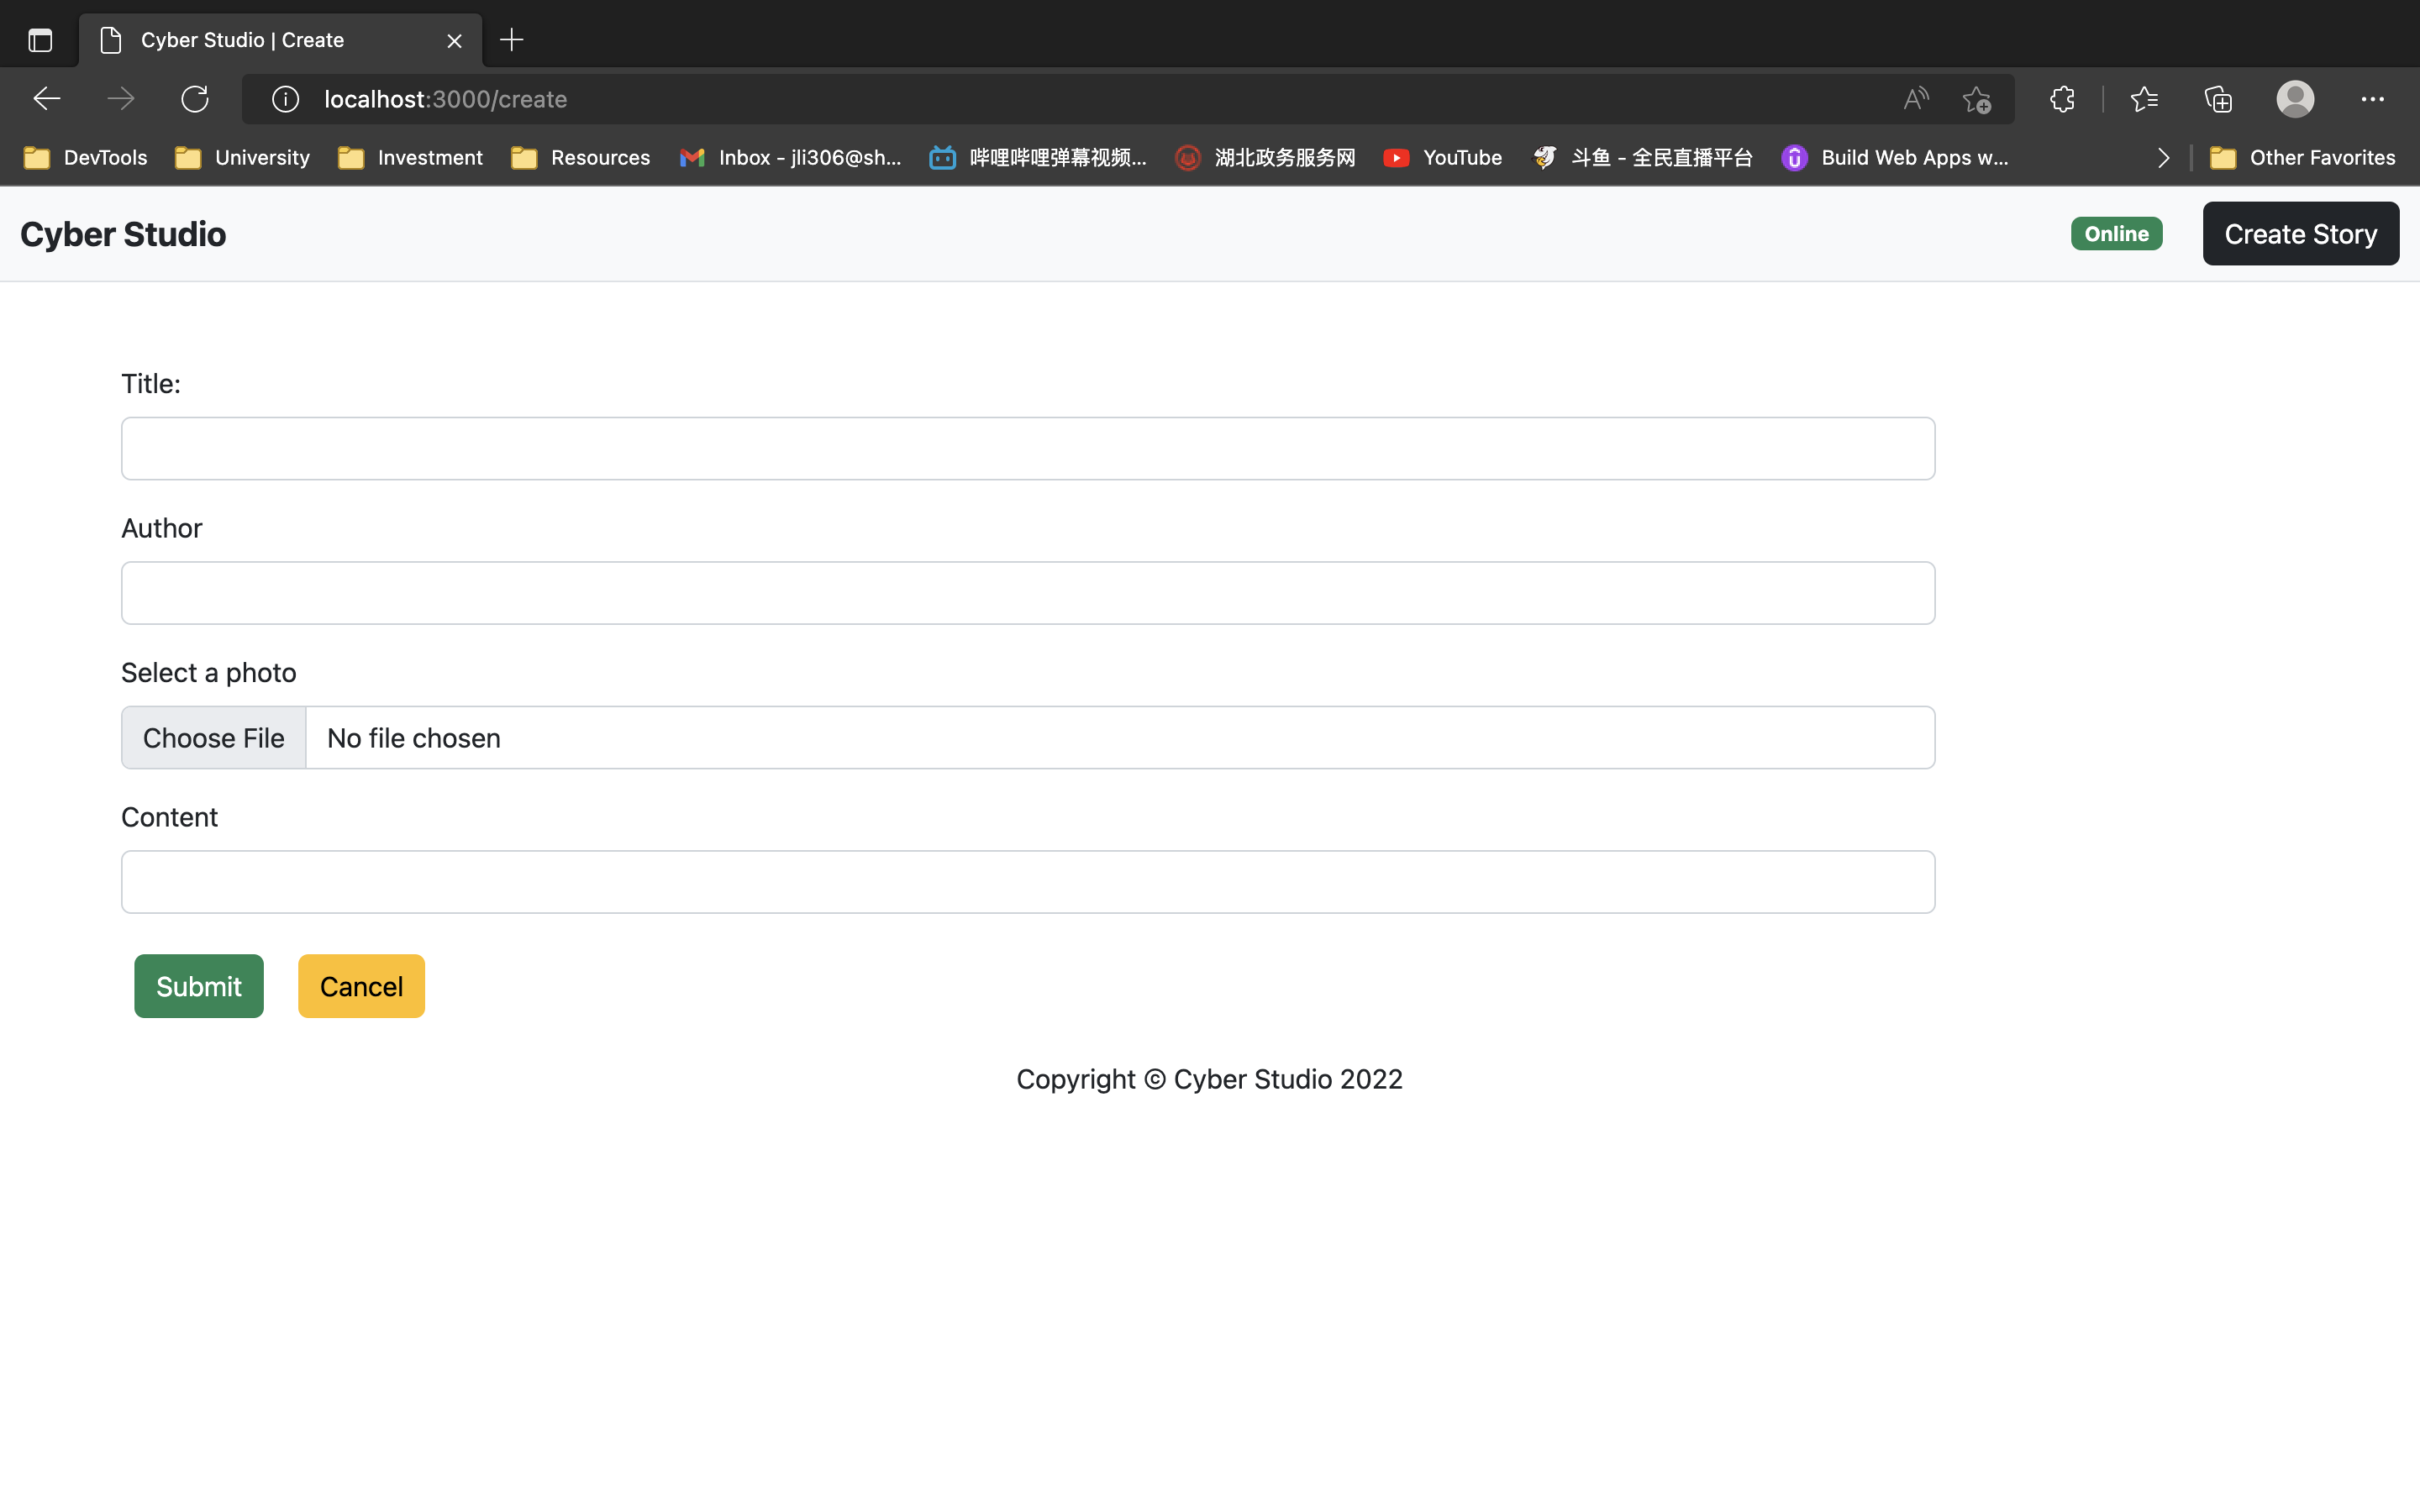 Cyber Studio | Create
localhost:3000/create
DevTools University Investment Resources Inbox - jli306@sh... 哔哩哔哩弹幕视频... 湖北政务服务网 YouTube 斗鱼 - 全民直播平台 Build Web Apps w... Other Favorites
Cyber Studio Online Create Story
Title:
Author
Select a photo
Choose File No file chosen
Content
Submit Cancel
Copyright © Cyber Studio 2022